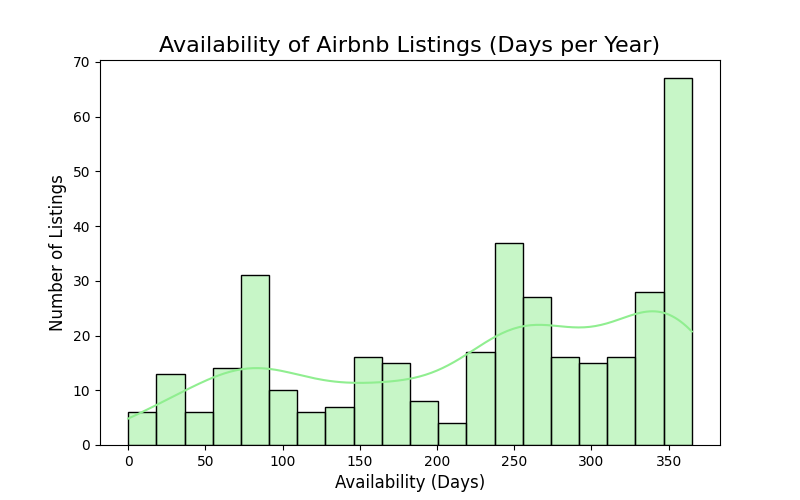 Availability of Airbnb Listings (Days per Year)
Number of Listings
70
60
50
40
30
20
10
0
0 50 100 150 200 250 300 350
Availability (Days)